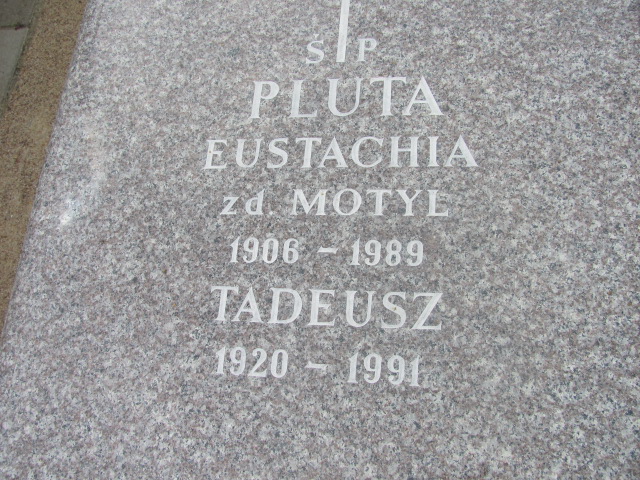 Ś P
PLUTA
EUSTACHIA
zd. MOTYL
1906 - 1989
TADEUSZ
1920 - 1991